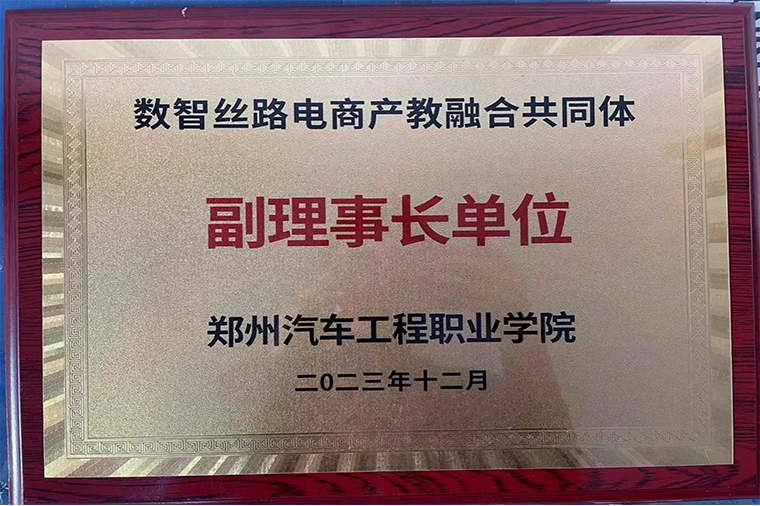 数智丝路电商产教融合共同体
副理事长单位
郑州汽车工程职业学院
二0二三年十二月